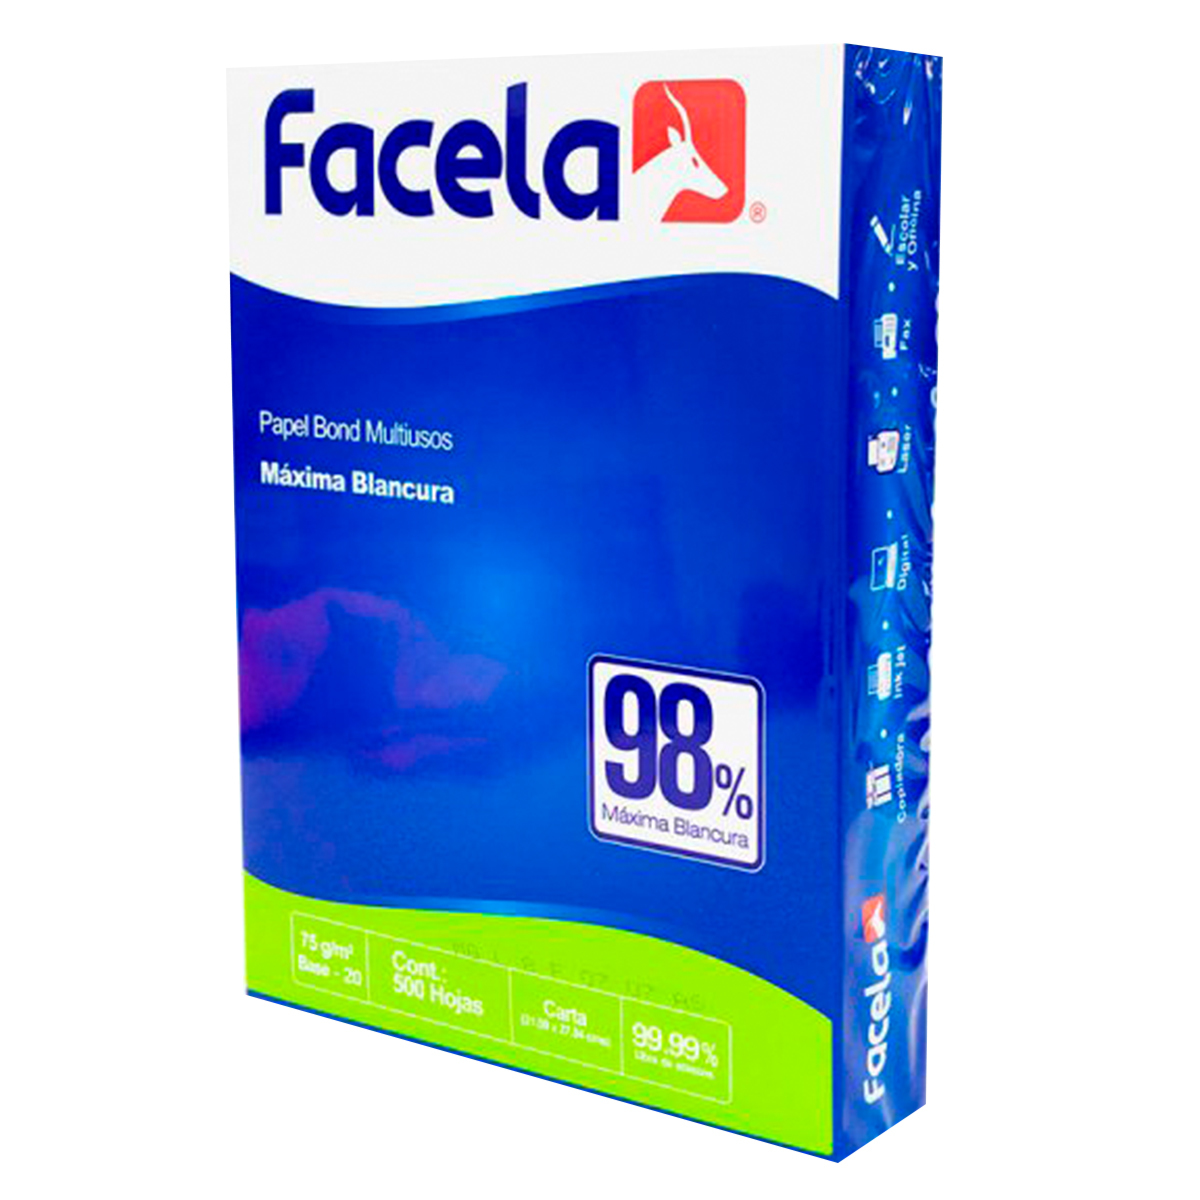 Facela
®
Papel Bond Multiusos
Máxima Blancura
98%
Máxima Blancura
75 g/m²
Base - 20
Cont.:
500 Hojas
Carta
99.99%
Escolar
y Oficina
Fax
Laser
Digital
Ink jet
Copiadora
Facela